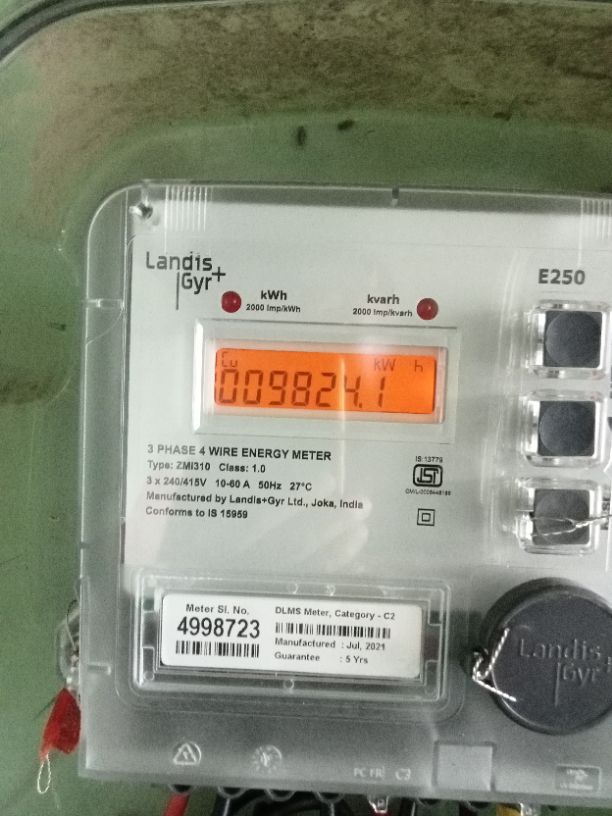 Landis
Gyr+
E250
kWh
2000 Imp/kWh
kvarh
2000 Imp/kvarh
Cu
kW h
009824.1
3 PHASE 4 WIRE ENERGY METER
Type: ZMI310 Class: 1.0
3 x 240/415V 10-60 A 50Hz 27°C
Manufactured by Landis+Gyr Ltd., Joka, India
Conforms to IS 15959
IS 13779
Meter Sl. No.
4998723
DLMS Meter, Category - C2
Manufactured : Jul, 2021
Guarantee : 5 Yrs
Landis
Gyr
PC FR C3